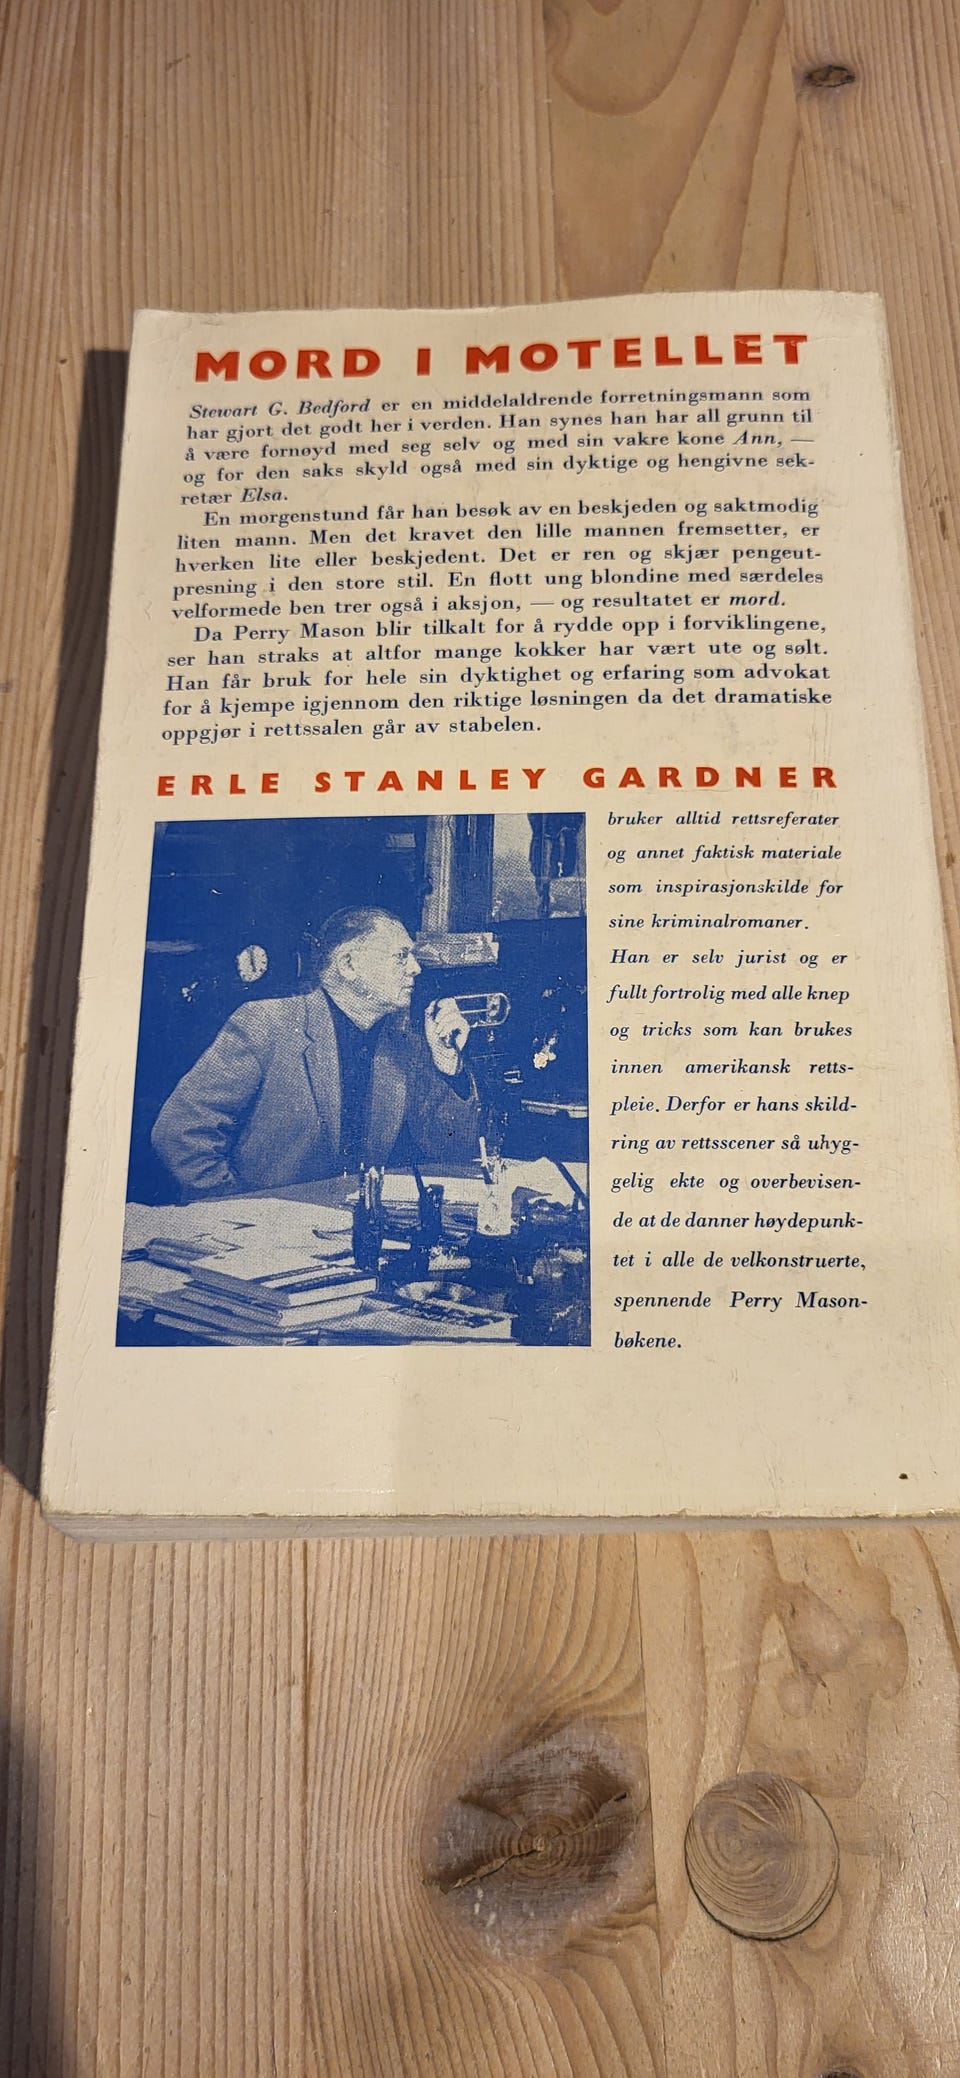 MORD I MOTELLET
Stewart G. Bedford er en middelaldrende forretningsmann som
har gjort det godt her i verden. Han synes han har all grunn til
å være fornøyd med seg selv og med sin vakre kone Ann, —
og for den saks skyld også med sin dyktige og hengivne sek-
retær Elsa.
En morgenstund får han besøk av en beskjeden og saktmodig
liten mann. Men det kravet den lille mannen fremsetter, er
hverken lite eller beskjedent. Det er ren og skjær pengeut-
presning i den store stil. En flott ung blondine med særdeles
velformede ben trer også i aksjon, — og resultatet er mord.
Da Perry Mason blir tilkalt for å rydde opp i forviklingene,
ser han straks at altfor mange kokker har vært ute og sølt.
Han får bruk for hele sin dyktighet og erfaring som advokat
for å kjempe igjennom den riktige løsningen da det dramatiske
oppgjør i rettssalen går av stabelen.
ERLE STANLEY GARDNER
bruker alltid rettsreferater
og annet faktisk materiale
som inspirasjonskilde for
sine kriminalromaner.
Han er selv jurist og er
fullt fortrolig med alle knep
og tricks som kan brukes
innen amerikansk retts-
pleie. Derfor er hans skild-
ring av rettsscener så uhyg-
gelig ekte og overbevisen-
de at de danner høydepunk-
tet i alle de velkonstruerte,
spennende Perry Mason-
bøkene.